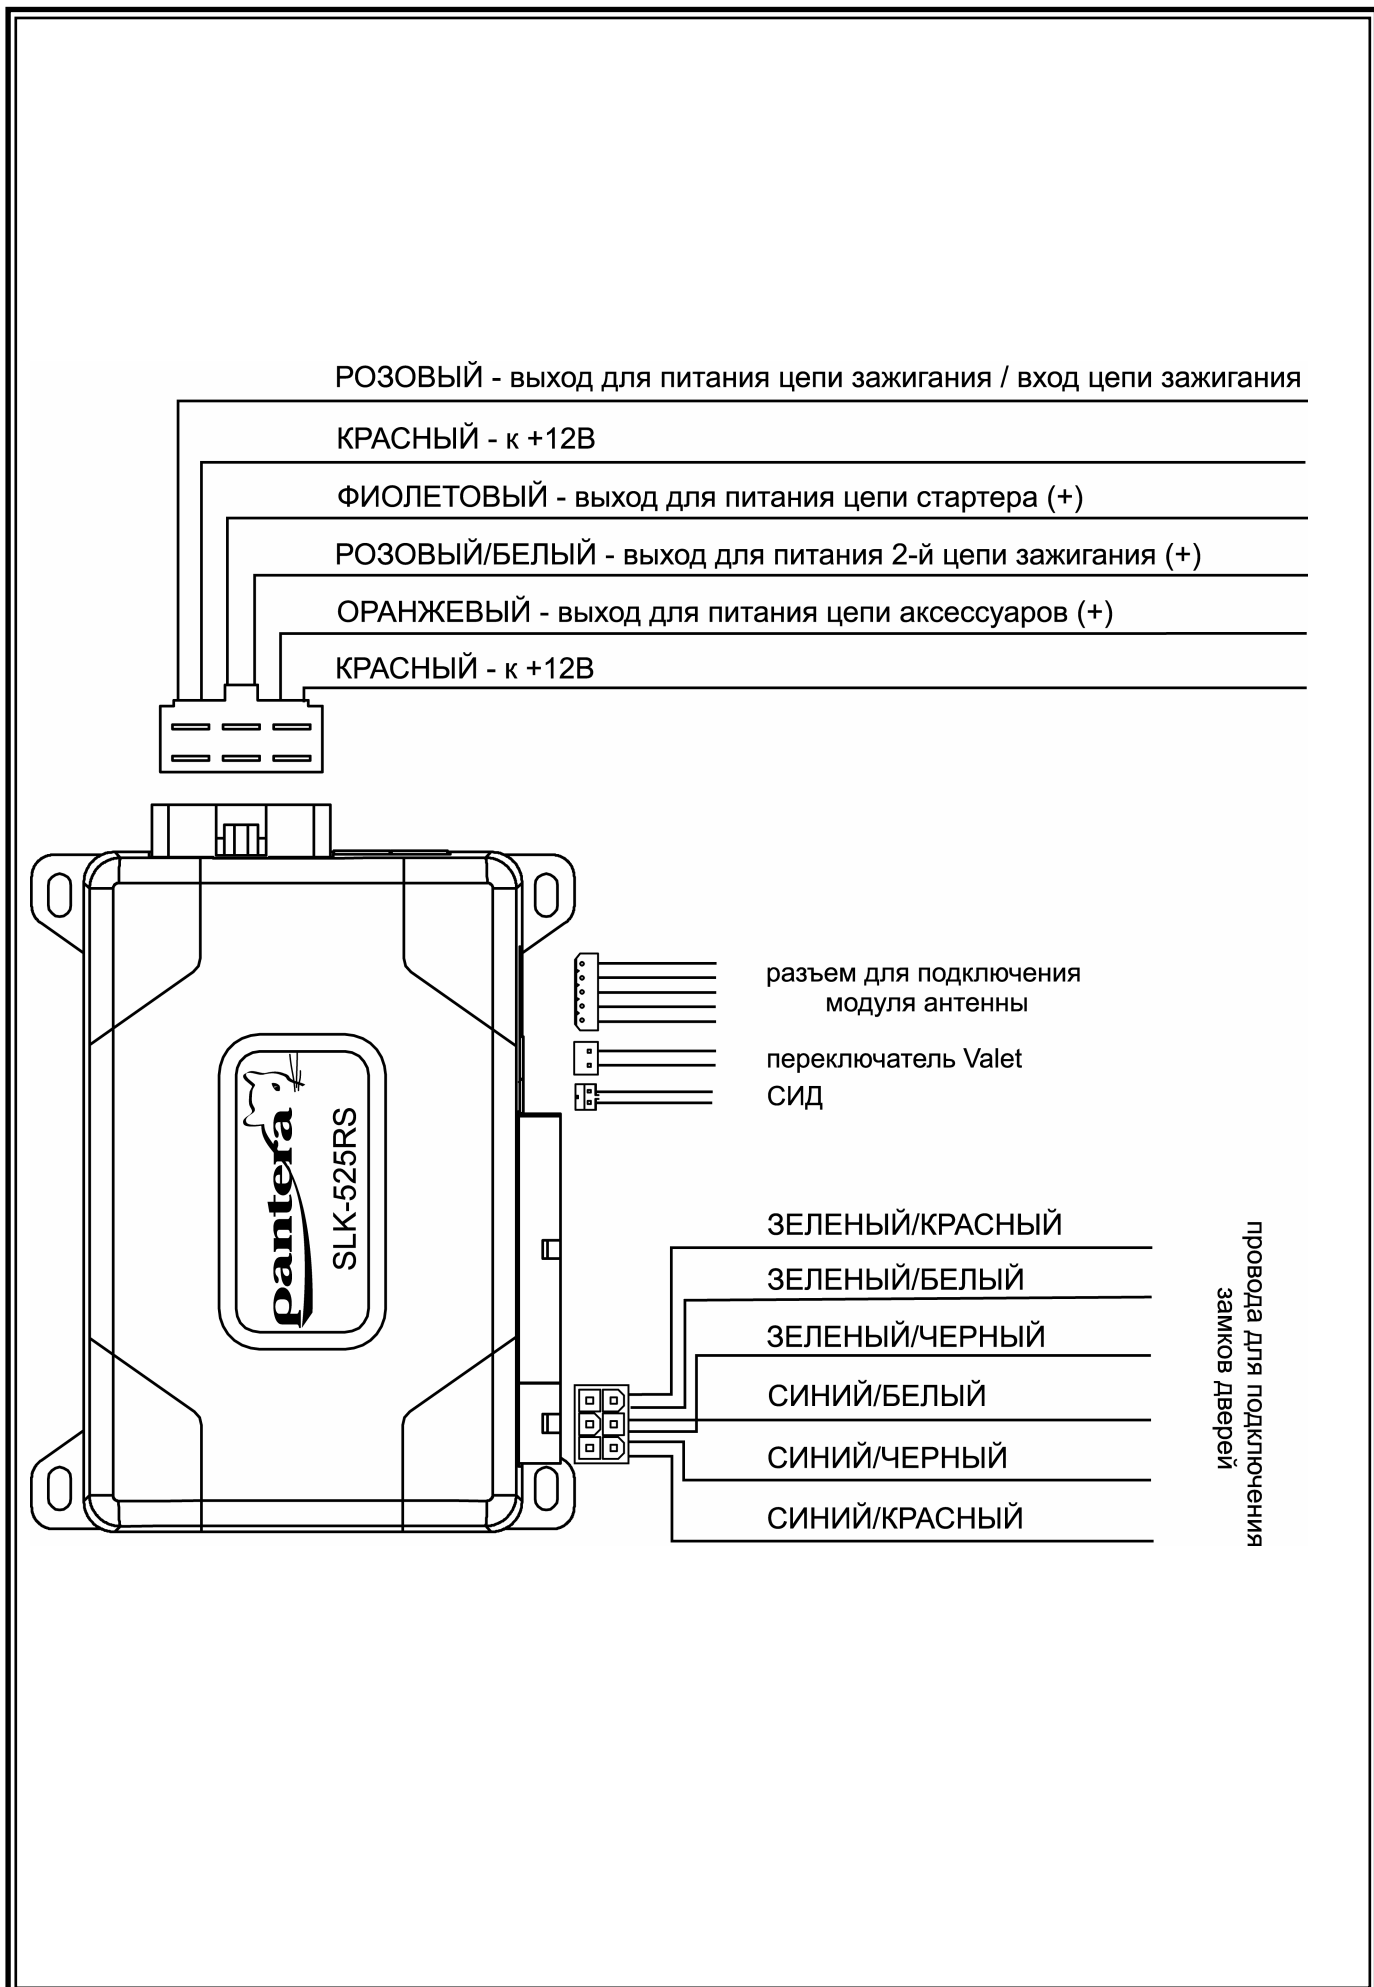 РОЗОВЫЙ - выход для питания цепи зажигания / вход цепи зажигания
КРАСНЫЙ - к +12В
ФИОЛЕТОВЫЙ - выход для питания цепи стартера (+)
РОЗОВЫЙ/БЕЛЫЙ - выход для питания 2-й цепи зажигания (+)
ОРАНЖЕВЫЙ - выход для питания цепи аксессуаров (+)
КРАСНЫЙ - к +12В
разъем для подключения
модуля антенны
переключатель Valet
СИД
pantera
SLK-525RS
ЗЕЛЕНЫЙ/КРАСНЫЙ
ЗЕЛЕНЫЙ/БЕЛЫЙ
ЗЕЛЕНЫЙ/ЧЕРНЫЙ
СИНИЙ/БЕЛЫЙ
СИНИЙ/ЧЕРНЫЙ
СИНИЙ/КРАСНЫЙ
провода для подключения
замков дверей